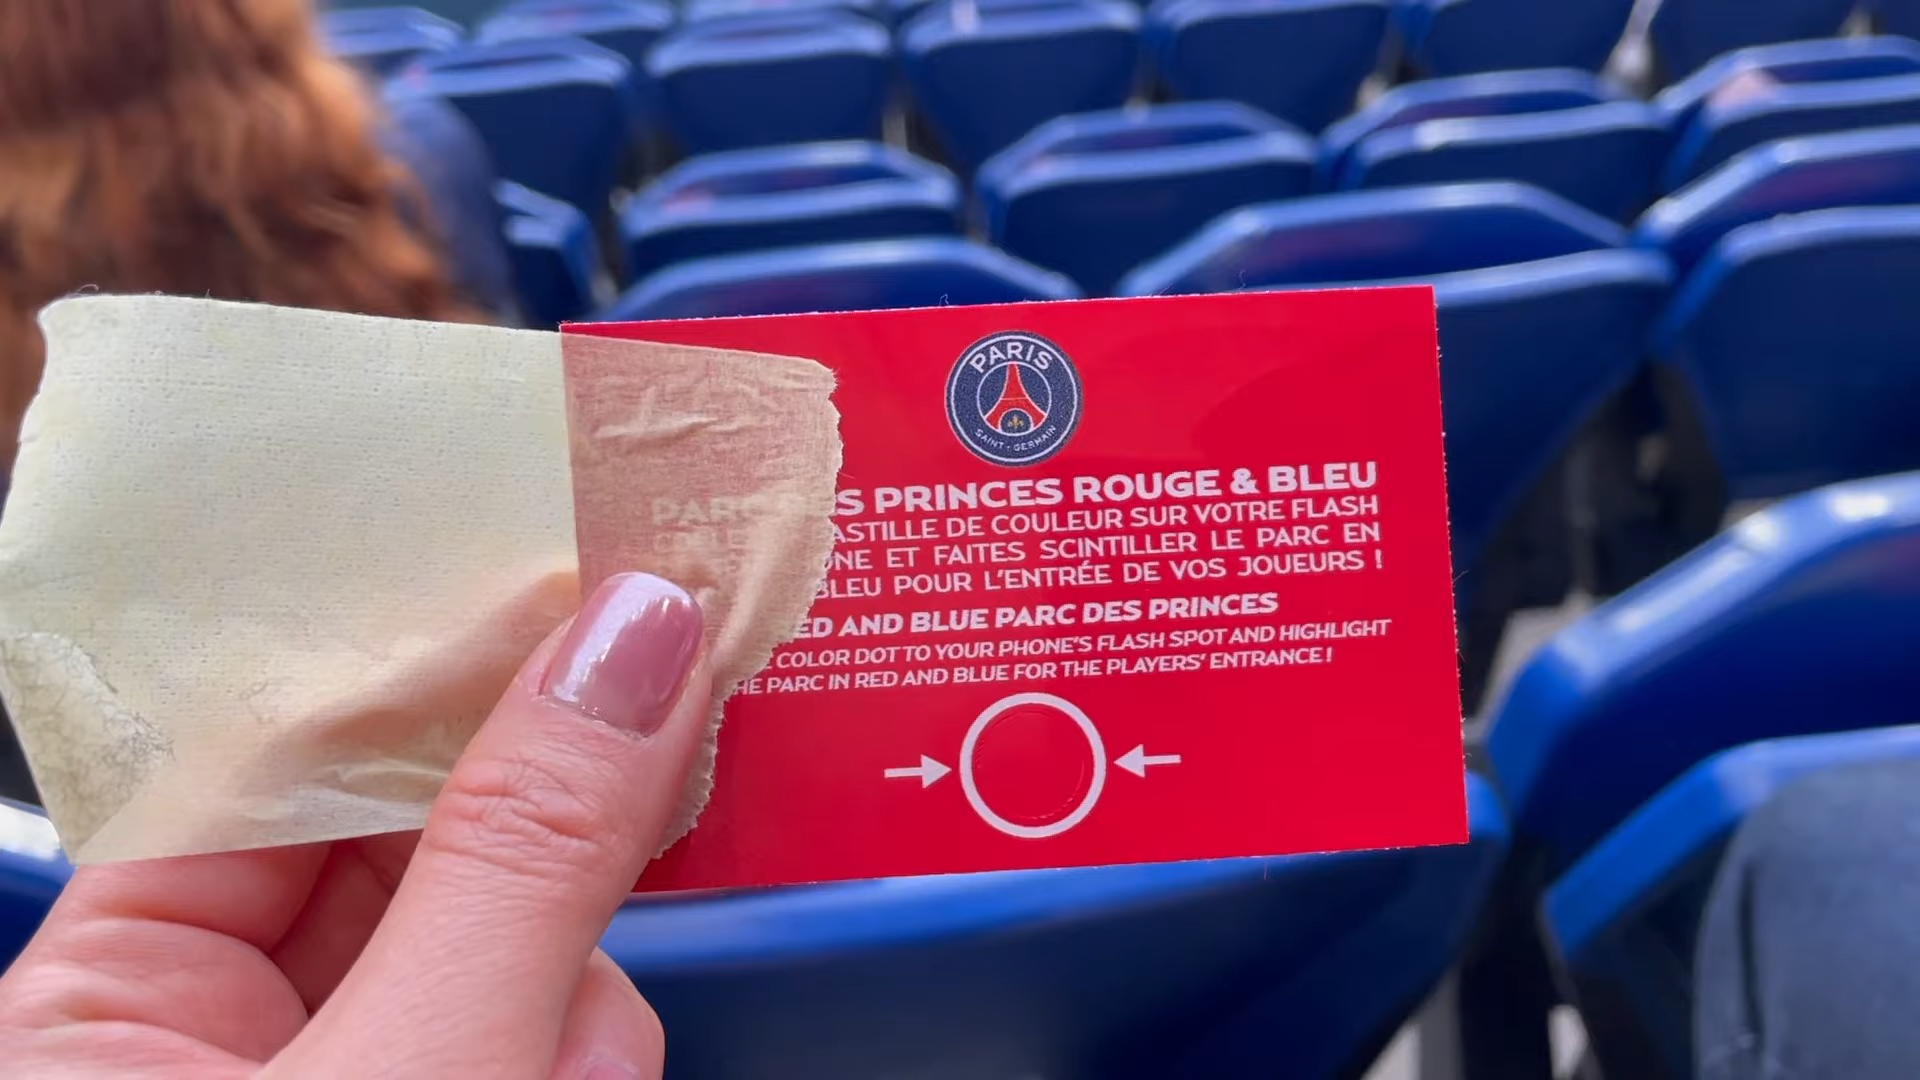 PARIS
SAINT-GERMAIN
PARC DES PRINCES ROUGE & BLEU
ASTILLE DE COULEUR SUR VOTRE FLASH
ONE ET FAITES SCINTILLER LE PARC EN
BLEU POUR L'ENTRÉE DE VOS JOUEURS !
ED AND BLUE PARC DES PRINCES
COLOR DOT TO YOUR PHONE'S FLASH SPOT AND HIGHLIGHT
HE PARC IN RED AND BLUE FOR THE PLAYERS' ENTRANCE !